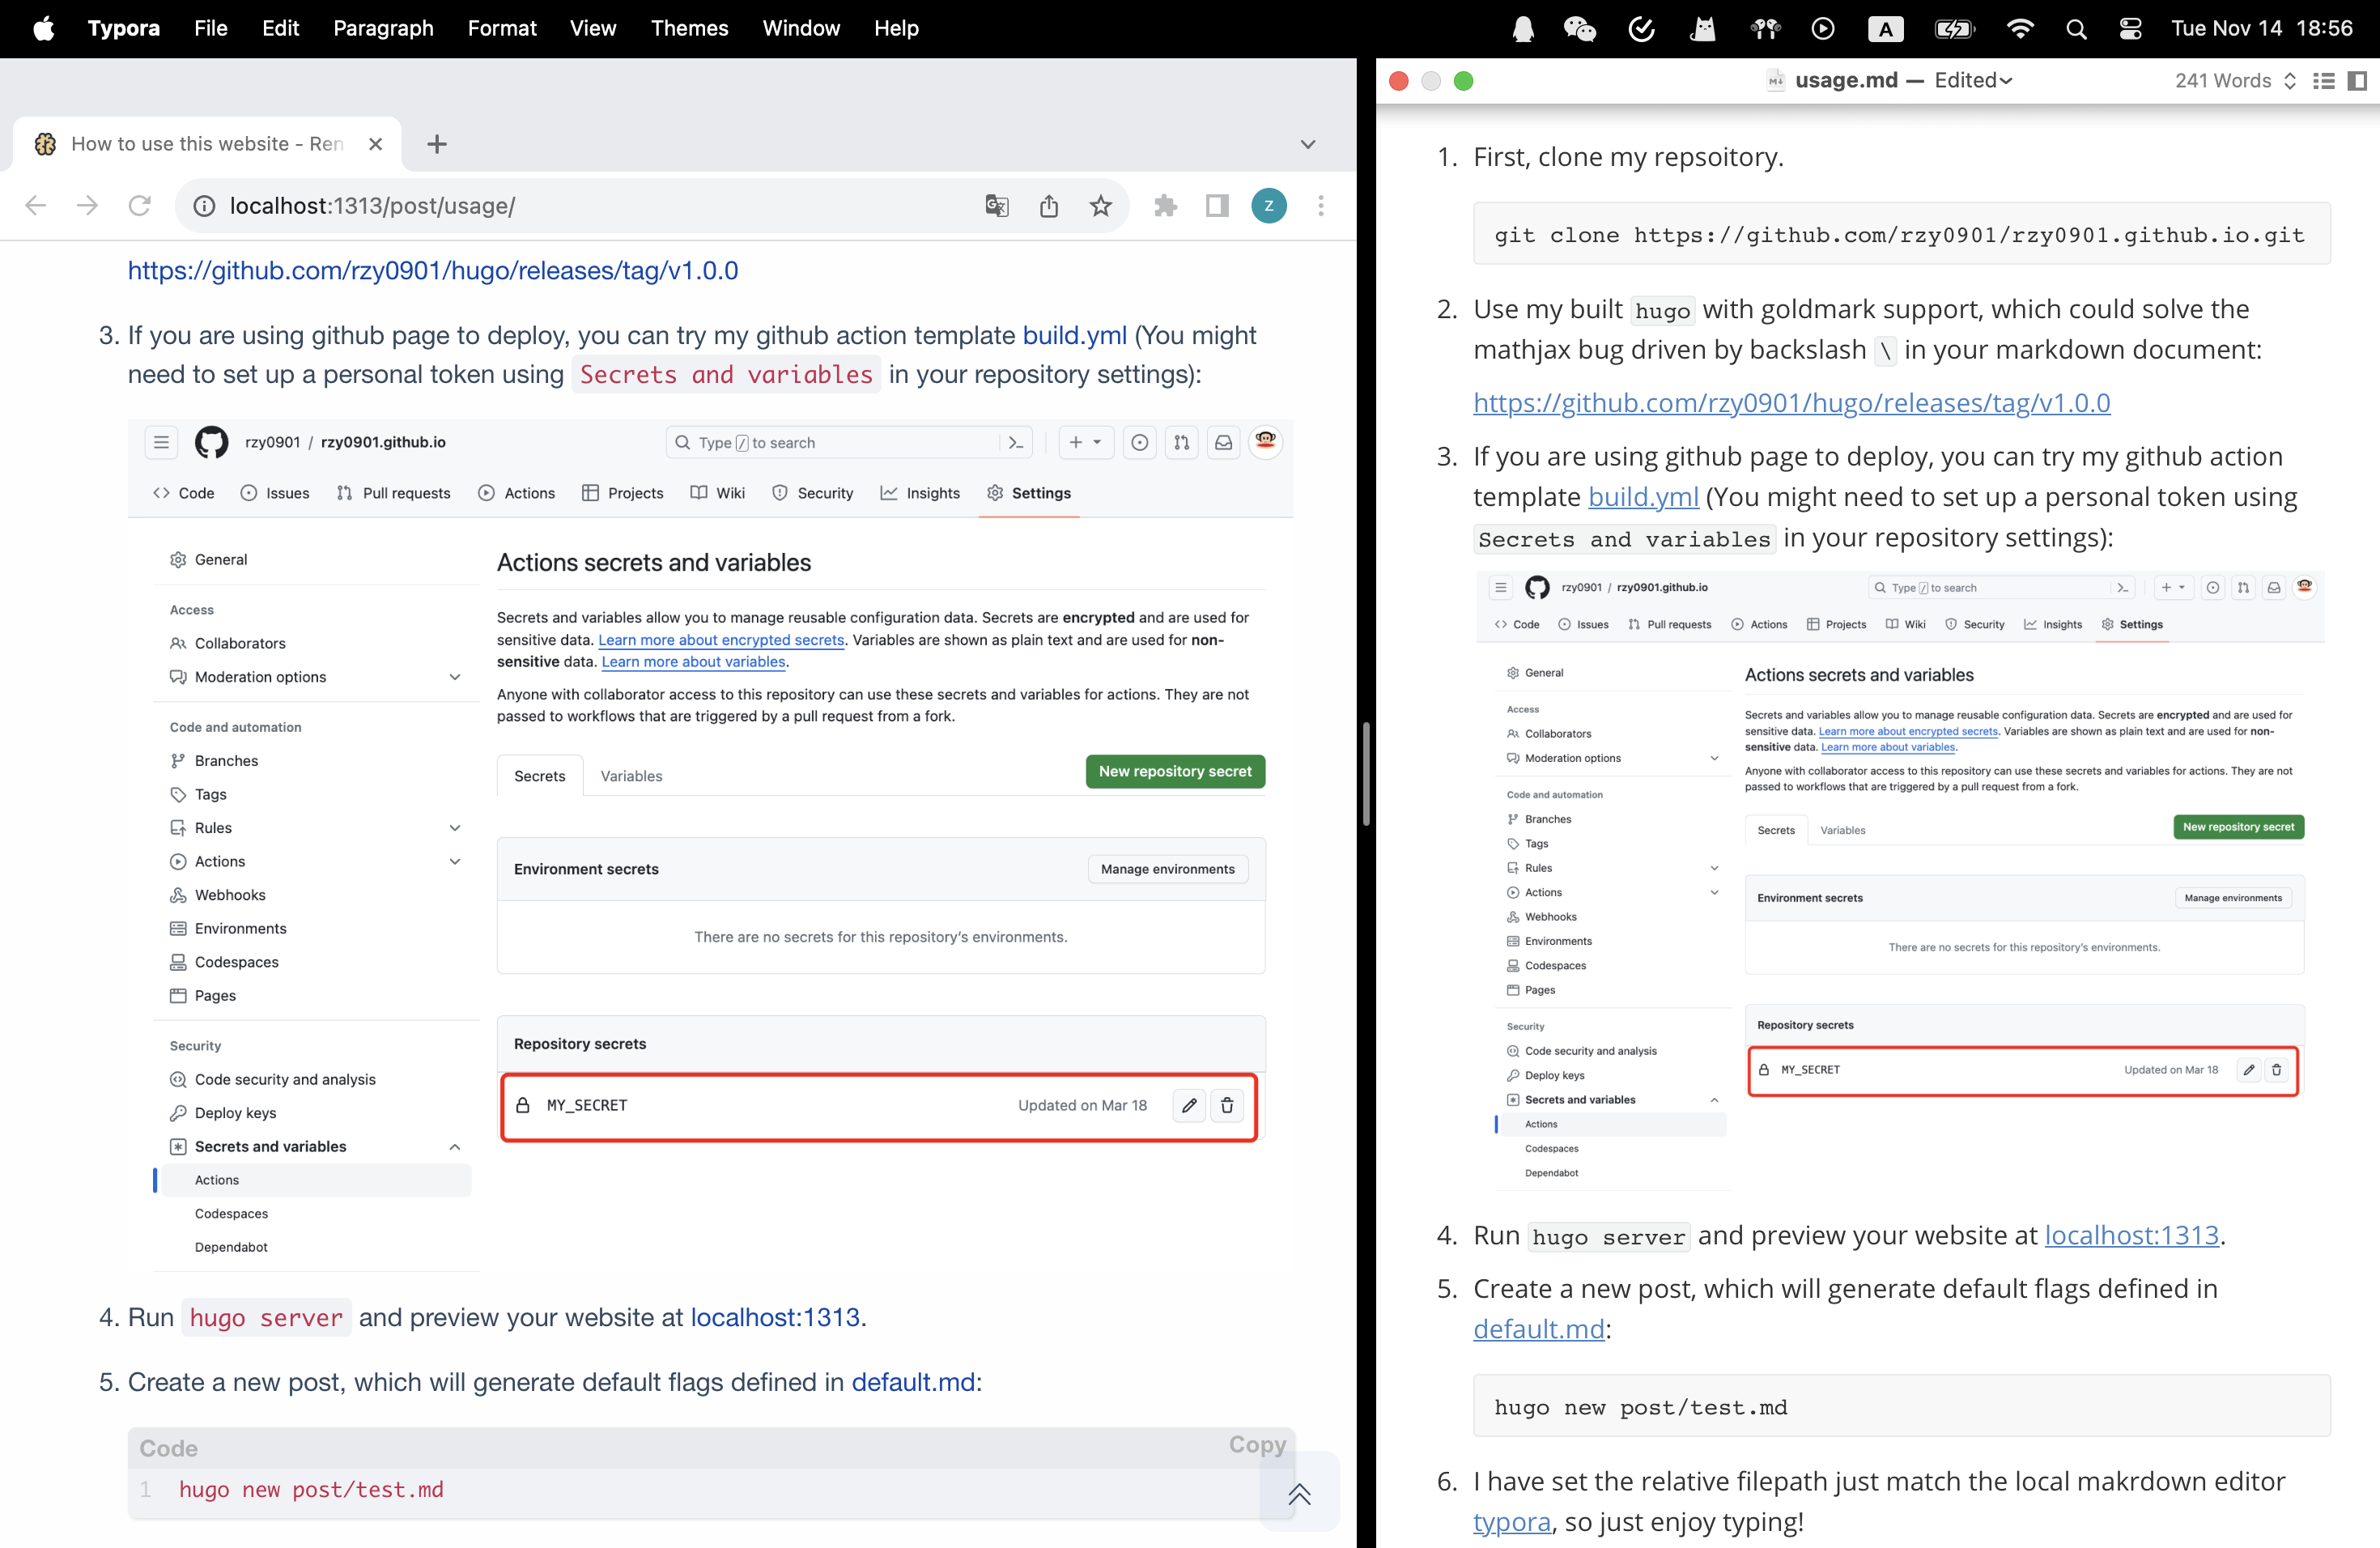 Typora File Edit Paragraph Format View Themes Window Help
A
Tue Nov 14 18:56
How to use this website - Ren
localhost:1313/post/usage/
Z
https://github.com/rzy0901/hugo/releases/tag/v1.0.0
3. If you are using github page to deploy, you can try my github action template build.yml (You might
need to set up a personal token using Secrets and variables in your repository settings):
rzy0901 / rzy0901.github.io
Type / to search
Code Issues Pull requests Actions Projects Wiki Security Insights Settings
General
Access
Collaborators
Moderation options
Code and automation
Branches
Tags
Rules
Actions
Webhooks
Environments
Codespaces
Pages
Security
Code security and analysis
Deploy keys
Secrets and variables
Actions
Codespaces
Dependabot
Actions secrets and variables
Secrets and variables allow you to manage reusable configuration data. Secrets are encrypted and are used for
sensitive data. Learn more about encrypted secrets. Variables are shown as plain text and are used for non-
sensitive data. Learn more about variables.
Anyone with collaborator access to this repository can use these secrets and variables for actions. They are not
passed to workflows that are triggered by a pull request from a fork.
Secrets Variables
New repository secret
Environment secrets
Manage environments
There are no secrets for this repository's environments.
Repository secrets
MY_SECRET
Updated on Mar 18
4. Run hugo server and preview your website at localhost:1313.
5. Create a new post, which will generate default flags defined in default.md:
Code
Copy
1 hugo new post/test.md
usage.md — Edited
241 Words
1. First, clone my repsoitory.
git clone https://github.com/rzy0901/rzy0901.github.io.git
2. Use my built hugo with goldmark support, which could solve the
mathjax bug driven by backslash \ in your markdown document:
https://github.com/rzy0901/hugo/releases/tag/v1.0.0
3. If you are using github page to deploy, you can try my github action
template build.yml (You might need to set up a personal token using
Secrets and variables in your repository settings):
rzy0901 / rzy0901.github.io
Type / to search
Code Issues Pull requests Actions Projects Wiki Security Insights Settings
General
Access
Collaborators
Moderation options
Code and automation
Branches
Tags
Rules
Actions
Webhooks
Environments
Codespaces
Pages
Security
Code security and analysis
Deploy keys
Secrets and variables
Actions
Codespaces
Dependabot
Actions secrets and variables
Secrets and variables allow you to manage reusable configuration data. Secrets are encrypted and are used for
sensitive data. Learn more about encrypted secrets. Variables are shown as plain text and are used for non-
sensitive data. Learn more about variables.
Anyone with collaborator access to this repository can use these secrets and variables for actions. They are not
passed to workflows that are triggered by a pull request from a fork.
Secrets Variables
New repository secret
Environment secrets
Manage environments
There are no secrets for this repository's environments.
Repository secrets
MY_SECRET
Updated on Mar 18
4. Run hugo server and preview your website at localhost:1313.
5. Create a new post, which will generate default flags defined in
default.md:
hugo new post/test.md
6. I have set the relative filepath just match the local makrdown editor
typora, so just enjoy typing!